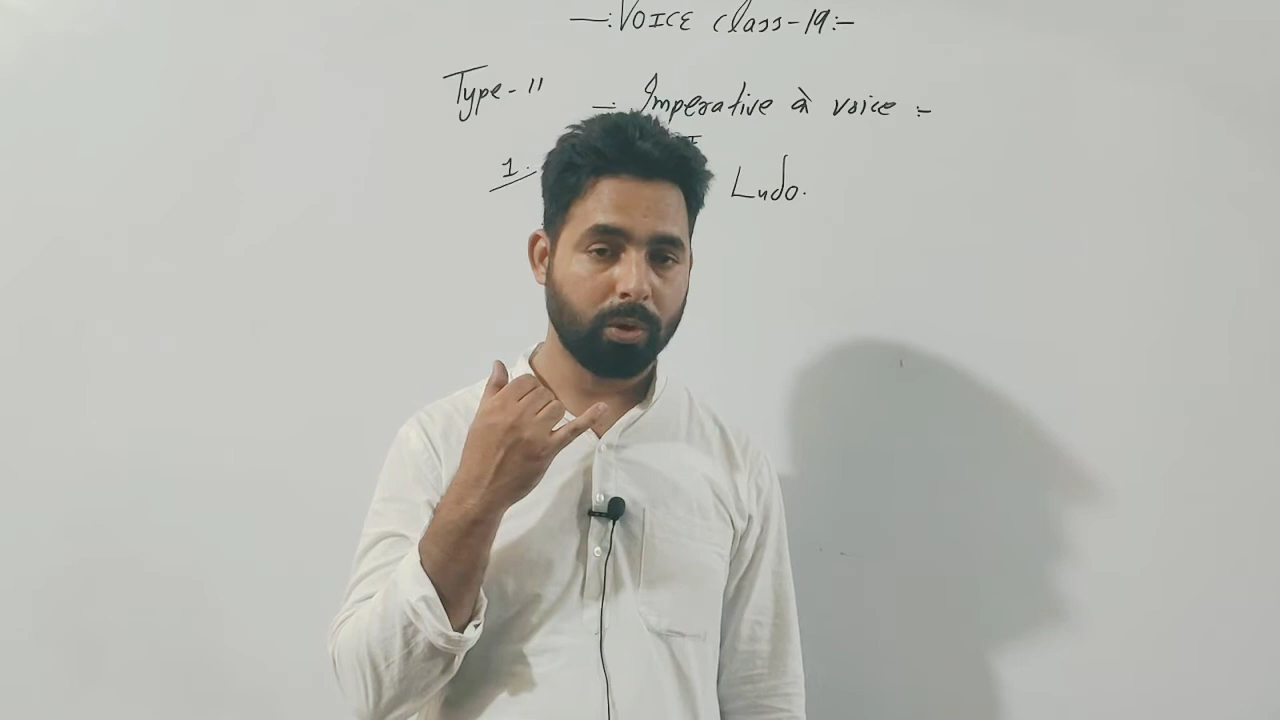 —:VOICE class-19:—
Type-11 —: Imperative à voice :-
1. Ludo.